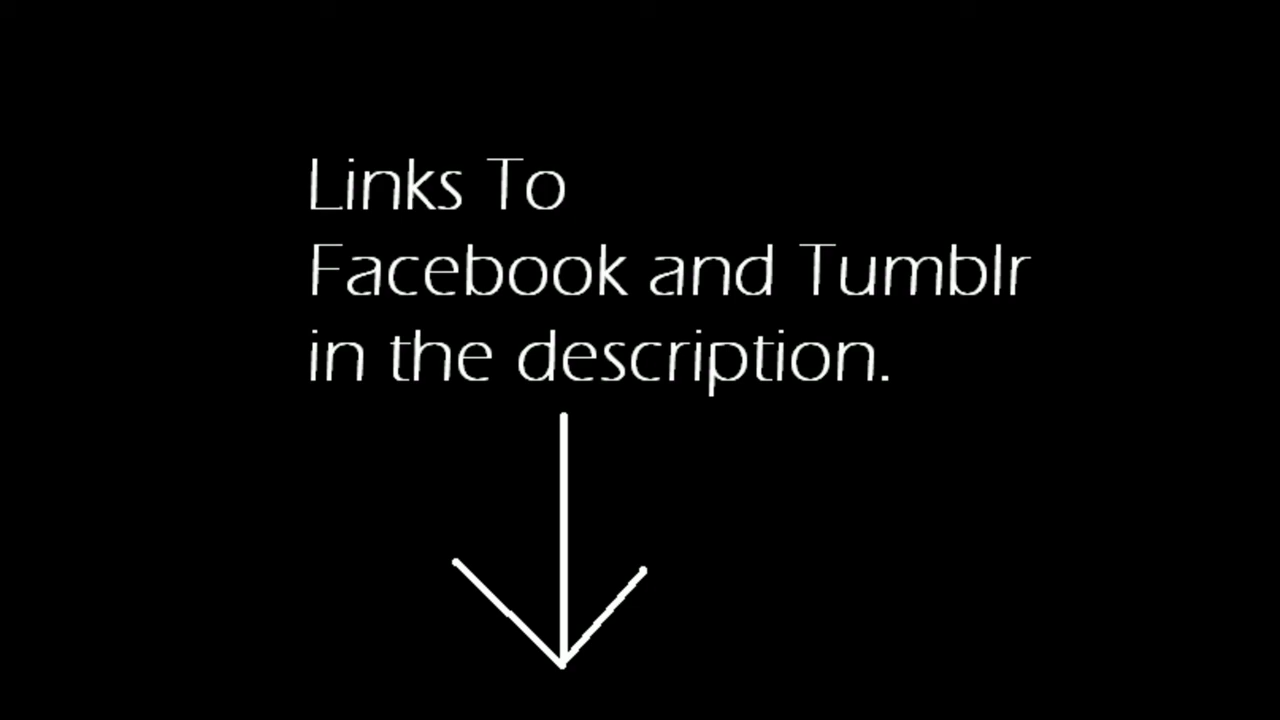 Links To
Facebook and Tumblr
in the description.